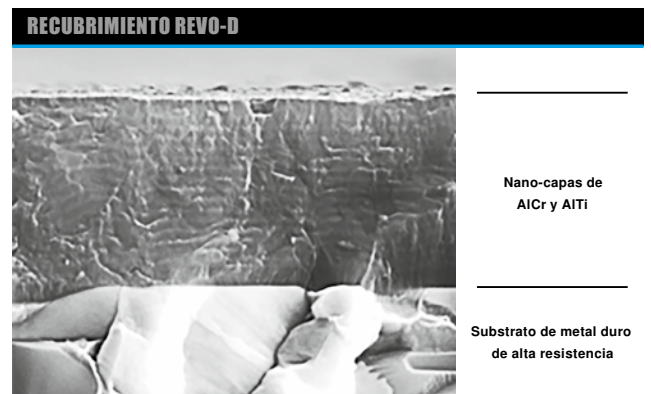 RECUBRIMIENTO REVO-D
Nano-capas de
AlCr y AlTi
Substrato de metal duro
de alta resistencia